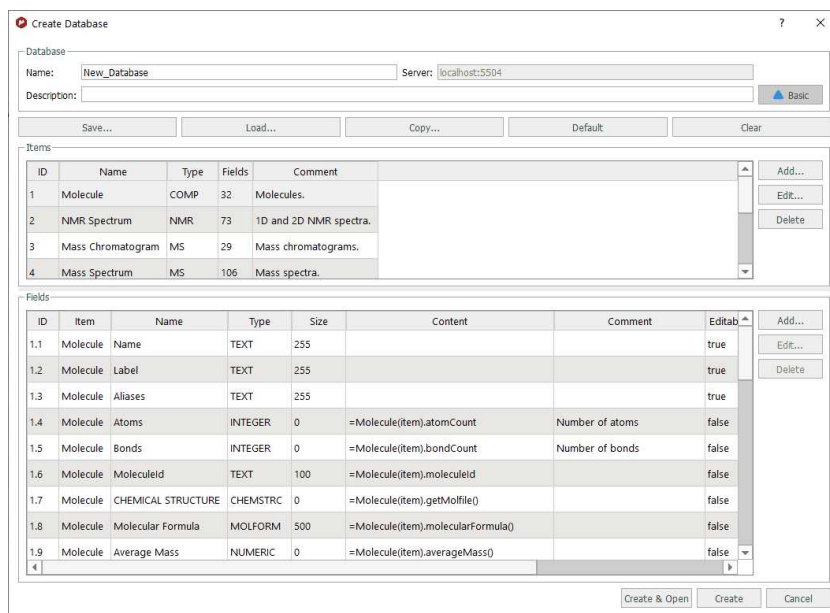 Create Database
? ×
Database
Name: New_Database Server: localhost:5504
Description: Basic
Save... Load... Copy... Default Clear
Items
ID Name Type Fields Comment Add...
1 Molecule COMP 32 Molecules. Edit...
2 NMR Spectrum NMR 73 1D and 2D NMR spectra. Delete
3 Mass Chromatogram MS 29 Mass chromatograms.
4 Mass Spectrum MS 106 Mass spectra.
Fields
ID Item Name Type Size Content Comment Editab Add...
1.1 Molecule Name TEXT 255 true Edit...
1.2 Molecule Label TEXT 255 true Delete
1.3 Molecule Aliases TEXT 255 true
1.4 Molecule Atoms INTEGER 0 =Molecule(item).atomCount Number of atoms false
1.5 Molecule Bonds INTEGER 0 =Molecule(item).bondCount Number of bonds false
1.6 Molecule MoleculeId TEXT 100 =Molecule(item).moleculeId false
1.7 Molecule CHEMICAL STRUCTURE CHEMSTRC 0 =Molecule(item).getMolfile() false
1.8 Molecule Molecular Formula MOLFORM 500 =Molecule(item).molecularFormula() false
1.9 Molecule Average Mass NUMERIC 0 =Molecule(item).averageMass() false
Create & Open Create Cancel